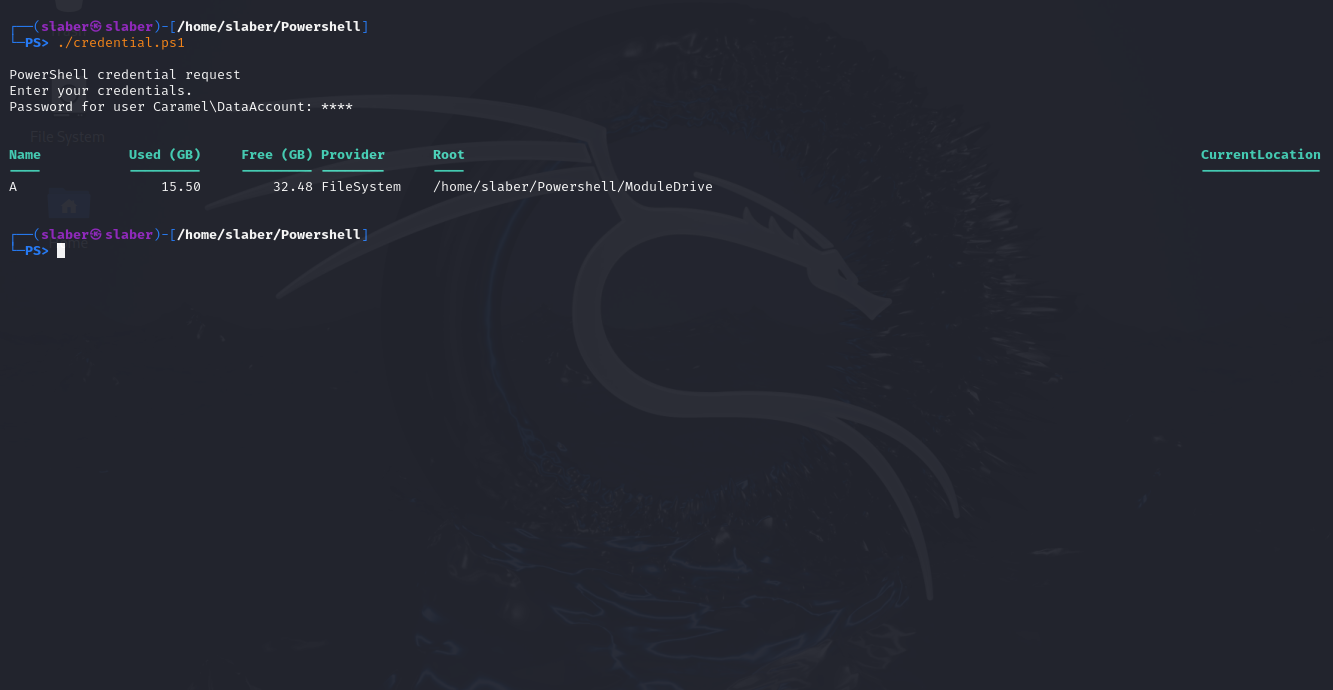 ┌──(slaber㉿slaber)-[/home/slaber/Powershell]
└─PS> ./credential.ps1
PowerShell credential request
Enter your credentials.
Password for user Caramel\DataAccount: ****
File System
Name Used (GB) Free (GB) Provider Root CurrentLocation
A 15.50 32.48 FileSystem /home/slaber/Powershell/ModuleDrive
┌──(slaber㉿slaber)-[/home/slaber/Powershell]
└─PS>